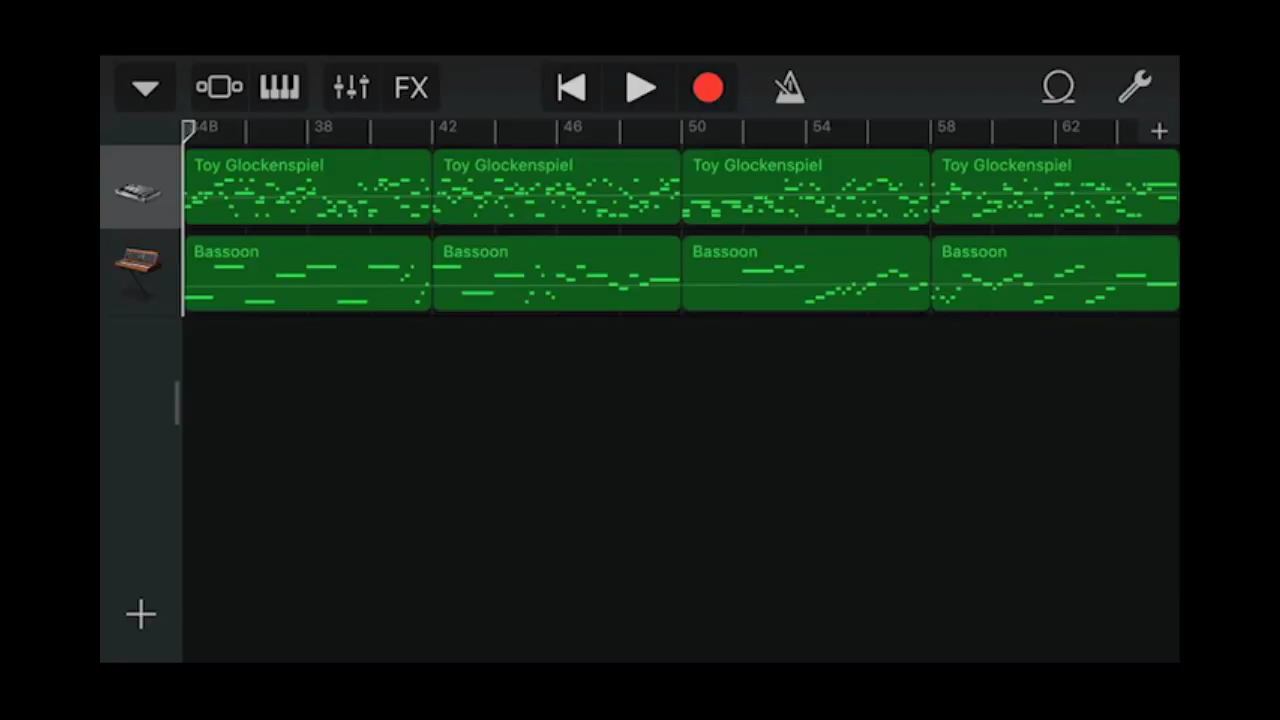 FX
34B 38 42 46 50 54 58 62
Toy Glockenspiel Toy Glockenspiel Toy Glockenspiel Toy Glockenspiel
Bassoon Bassoon Bassoon Bassoon